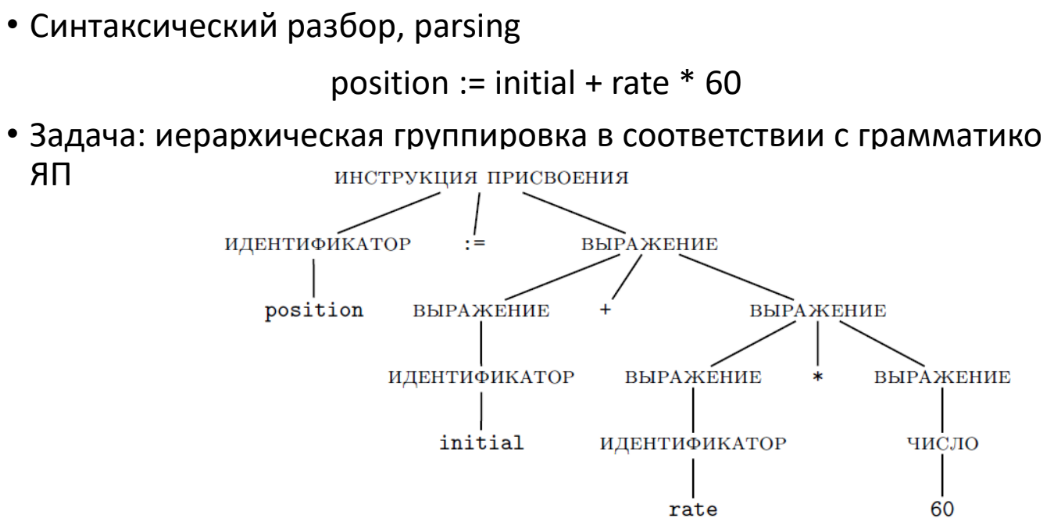 • Синтаксический разбор, parsing
position := initial + rate * 60
• Задача: иерархическая группировка в соответствии с грамматико
ЯП
ИНСТРУКЦИЯ ПРИСВОЕНИЯ
ИДЕНТИФИКАТОР := ВЫРАЖЕНИЕ
position ВЫРАЖЕНИЕ + ВЫРАЖЕНИЕ
ИДЕНТИФИКАТОР ВЫРАЖЕНИЕ * ВЫРАЖЕНИЕ
initial ИДЕНТИФИКАТОР ЧИСЛО
rate 60